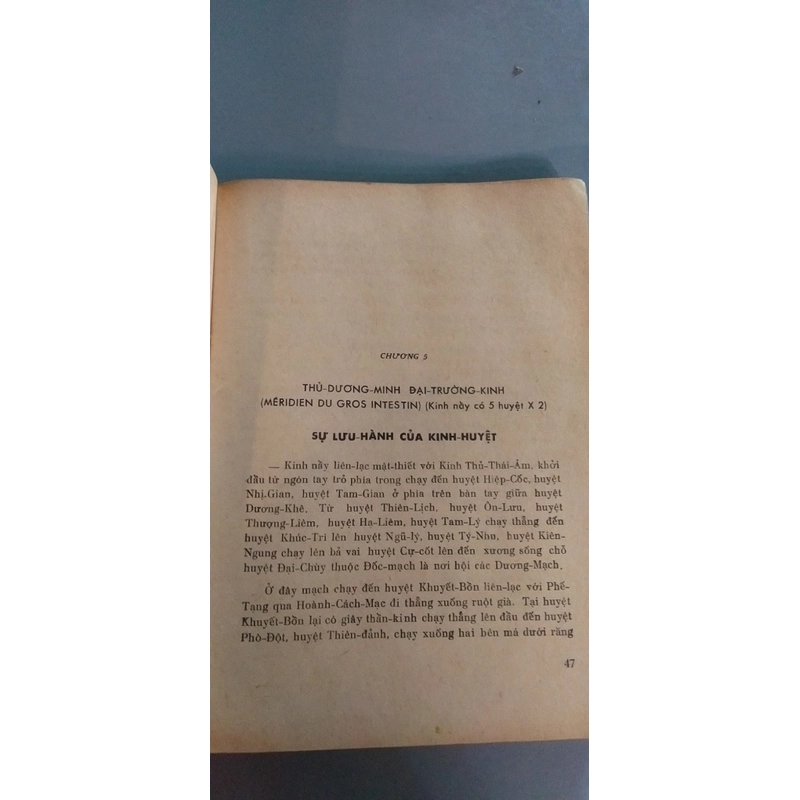 CHƯƠNG 5
THỦ-DƯƠNG-MINH ĐẠI-TRƯỜNG-KINH
(MÉRIDIEN DU GROS INTESTIN) (Kinh nầy có 5 huyệt X 2)
SỰ LƯU-HÀNH CỦA KINH-HUYỆT
— Kinh nầy liên-lạc mật-thiết với Kinh Thủ-Thái-Âm, khởi
đầu từ ngón tay trỏ phía trong chạy đến huyệt Hiệp-Cốc, huyệt
Nhị.Gian, huyệt Tam-Gian ở phía trên bàn tay giữa huyệt
Dương-Khê. Từ huyệt Thiên-Lịch, huyệt Ôn-Lưu, huyệt
Thượng-Liêm, huyệt Hạ-Liêm, huyệt Tam-Lý chạy thẳng đến
huyệt Khúc-Trì lên huyệt Ngũ-lý, huyệt Tý-Nhu, huyệt Kiên-
Ngung chạy lên bả vai huyệt Cự-cốt lên đến xương sống chỗ
huyệt Đại-Chùy thuộc Đốc-mạch là nơi hội các Dương-Mạch.
Ở đây mạch chạy đến huyệt Khuyết-Bồn liên-lạc với Phế-
Tạng qua Hoành-Cách-Mạc đi thẳng xuống ruột già. Tại huyệt
Khuyết-Bồn lại có giây thần-kinh chạy thẳng lên đầu đến huyệt
Phò-Đột, huyệt Thiên-đảnh, chạy xuống hai bên má dưới răng
47